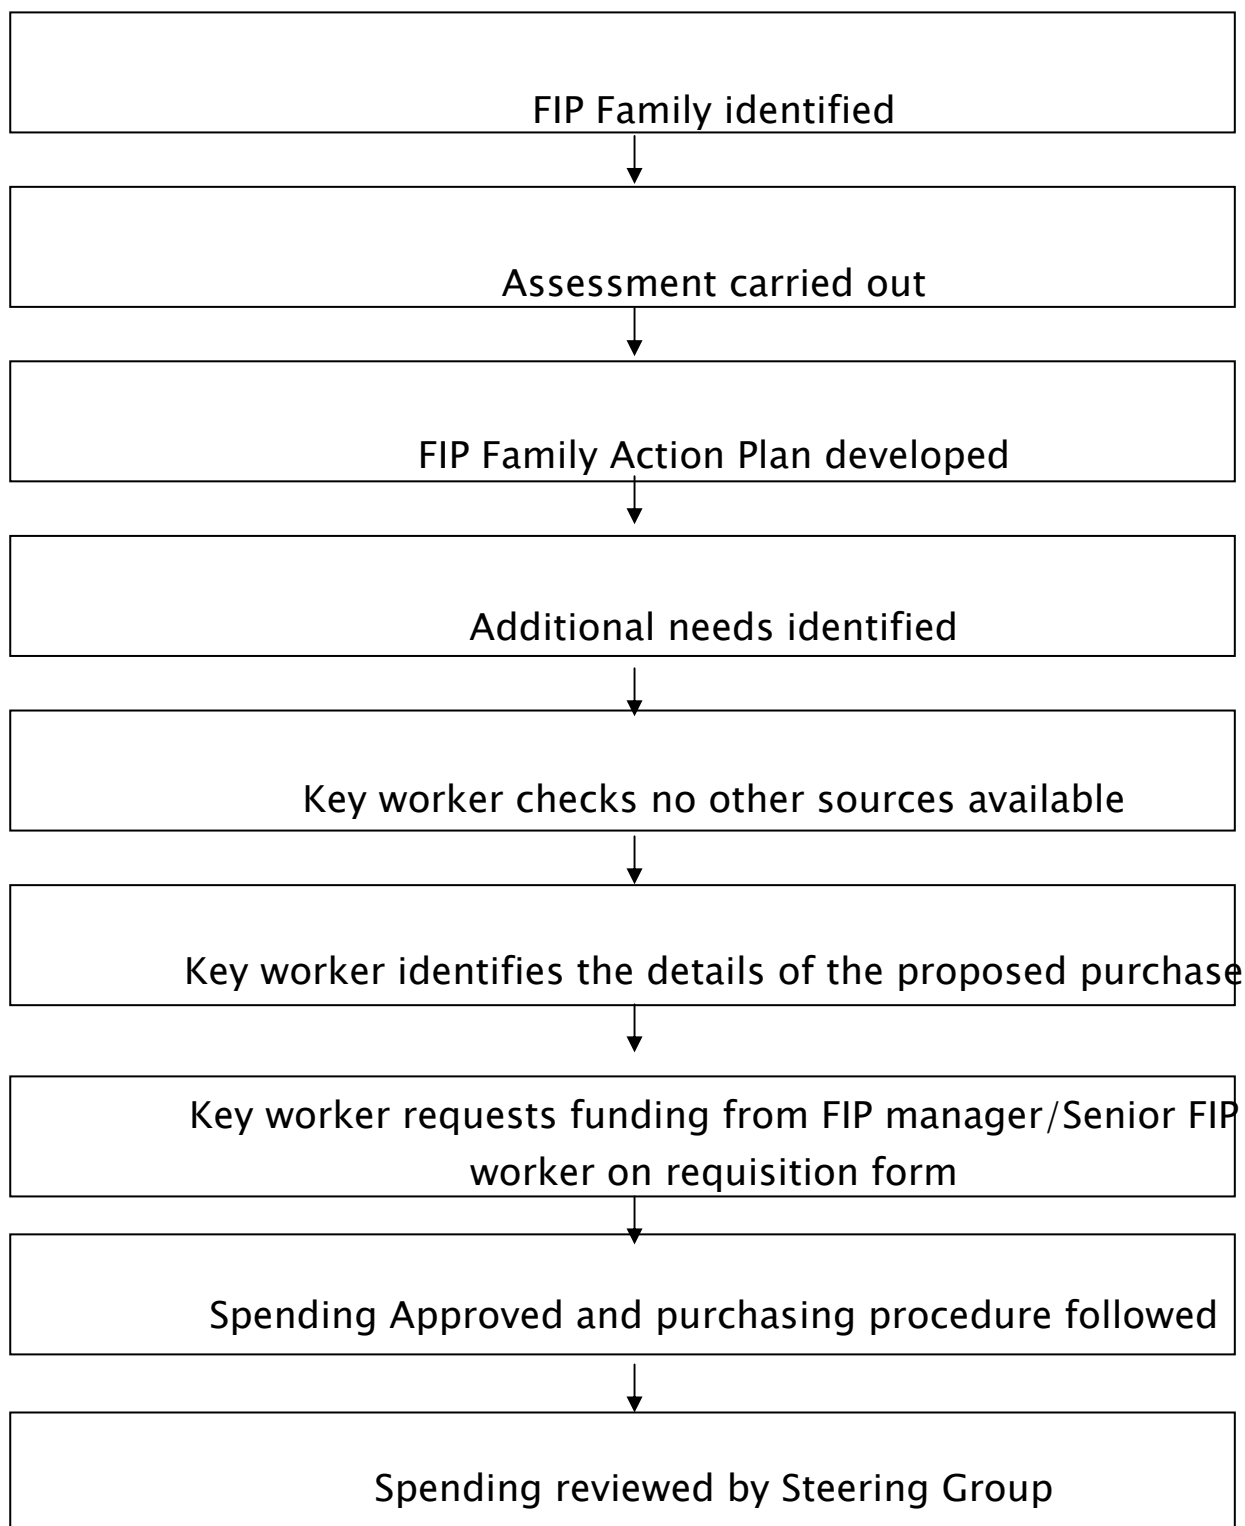 FIP Family identified
Assessment carried out
FIP Family Action Plan developed
Additional needs identified
Key worker checks no other sources available
Key worker identifies the details of the proposed purchase
Key worker requests funding from FIP manager/Senior FIP
worker on requisition form
Spending Approved and purchasing procedure followed
Spending reviewed by Steering Group